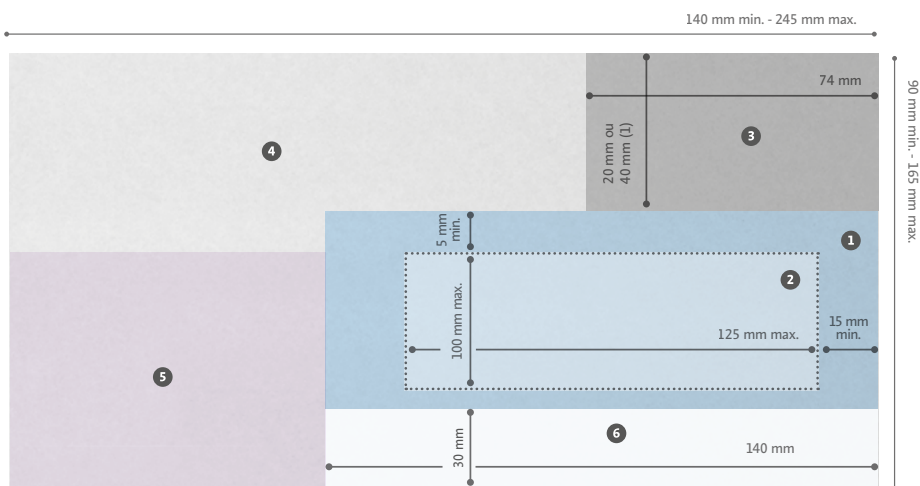 140 mm min. - 245 mm max.
90 mm min. - 165 mm max.
74 mm
20 mm ou
40 mm (1)
3
4
5 mm
min.
1
2
100 mm max.
125 mm max.
15 mm
min.
5
6
30 mm
140 mm